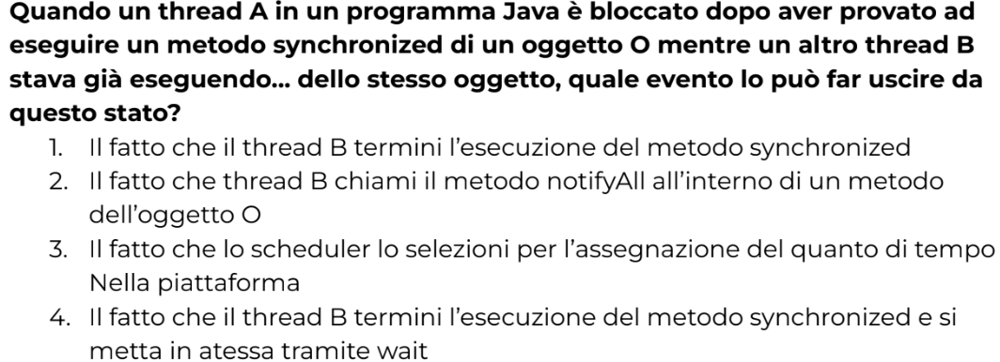 Quando un thread A in un programma Java è bloccato dopo aver provato ad
eseguire un metodo synchronized di un oggetto O mentre un altro thread B
stava già eseguendo... dello stesso oggetto, quale evento lo può far uscire da
questo stato?
1. Il fatto che il thread B termini l'esecuzione del metodo synchronized
2. Il fatto che thread B chiami il metodo notifyAll all'interno di un metodo
dell'oggetto O
3. Il fatto che lo scheduler lo selezioni per l'assegnazione del quanto di tempo
Nella piattaforma
4. Il fatto che il thread B termini l'esecuzione del metodo synchronized e si
metta in atessa tramite wait